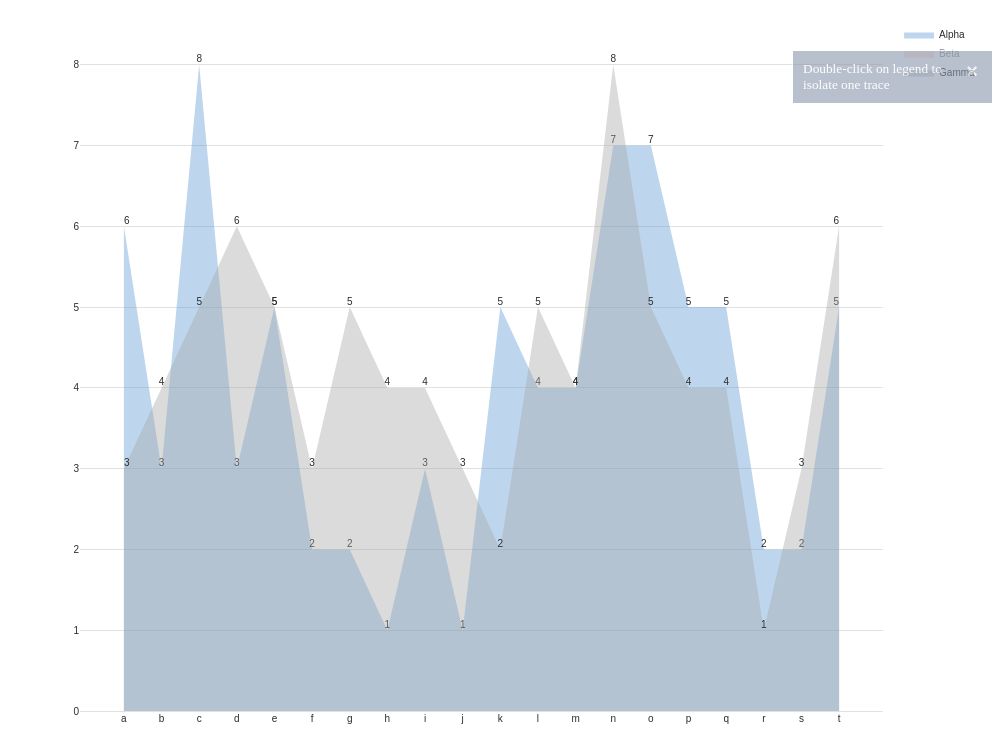 Alpha
Beta
Gamma
Double-click on legend to
isolate one trace
×
8
7
6
5
4
3
2
1
0
8 8
7 7
6 6 6
5 5 5 5 5 5 5 5 5
4 4 4 4 4 4 4
3 3 3 3 3 3 3
2 2 2 2 2
1 1 1
a b c d e f g h i j k l m n o p q r s t